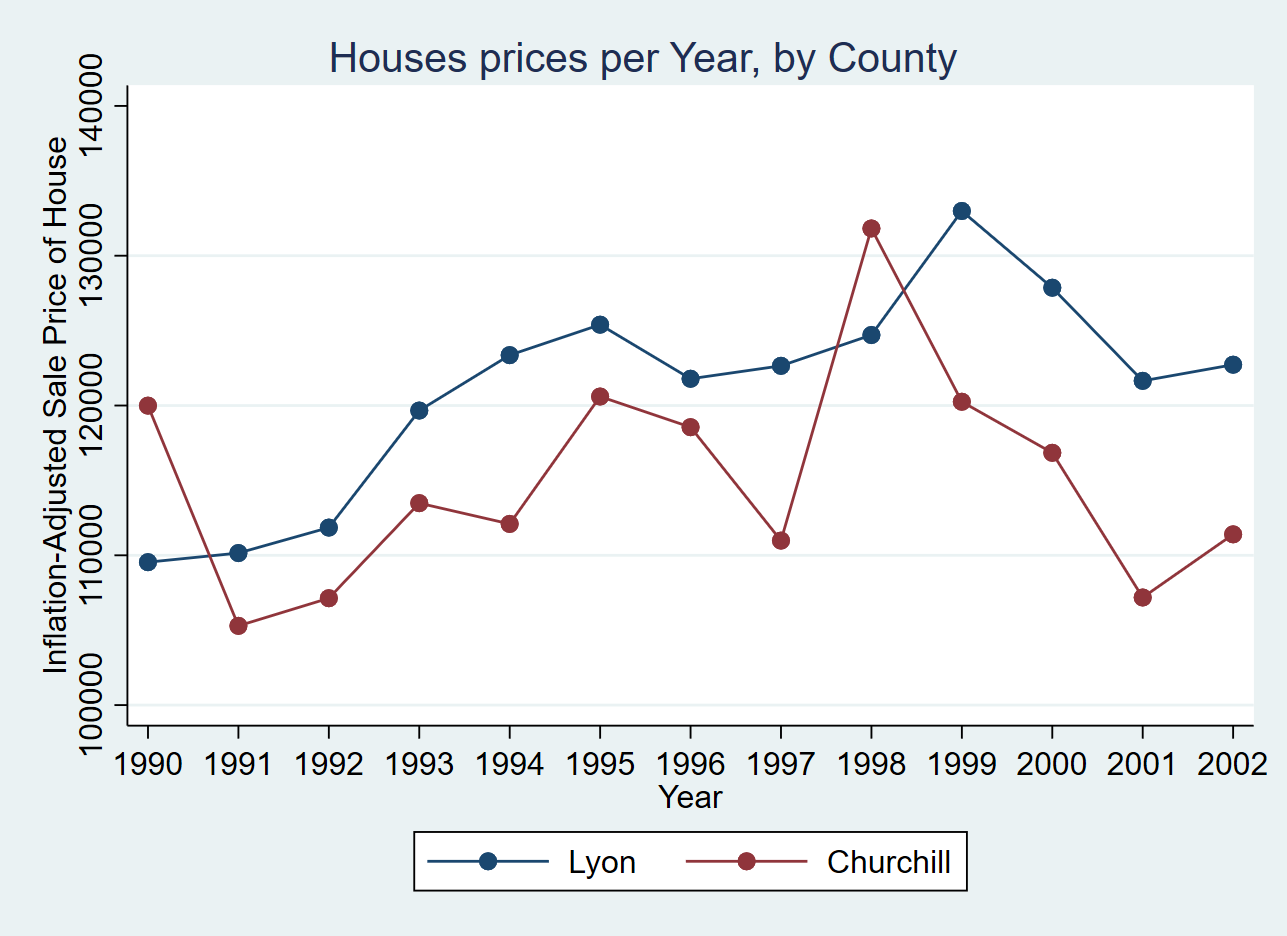 Houses prices per Year, by County
Inflation-Adjusted Sale Price of House
140000
130000
120000
110000
100000
1990 1991 1992 1993 1994 1995 1996 1997 1998 1999 2000 2001 2002
Year
Lyon Churchill